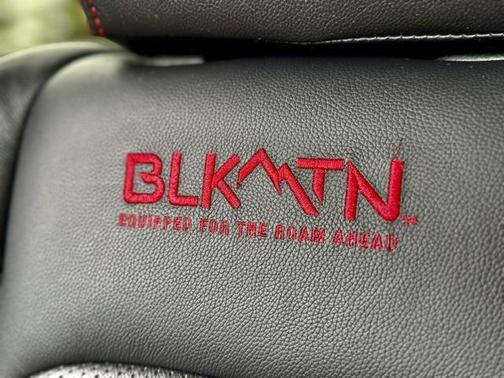 BLKMTN
EQUIPPED FOR THE ROAM AHEAD